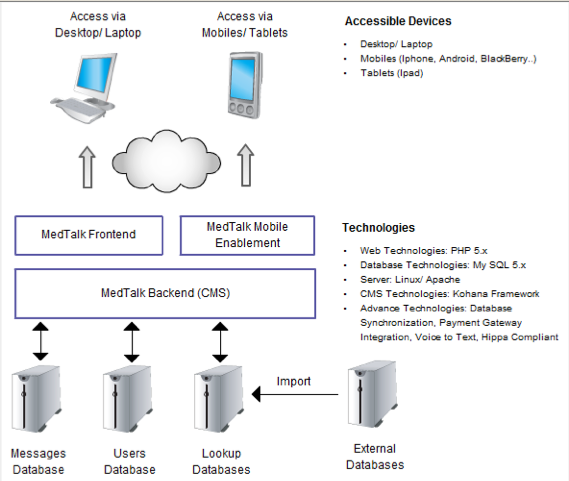 Access via
Desktop/ Laptop
Access via
Mobiles/ Tablets
Accessible Devices
• Desktop/ Laptop
• Mobiles (Iphone, Android, BlackBerry..)
• Tablets (Ipad)
MedTalk Frontend
MedTalk Mobile
Enablement
MedTalk Backend (CMS)
Technologies
• Web Technologies: PHP 5.x
• Database Technologies: My SQL 5.x
• Server: Linux/ Apache
• CMS Technologies: Kohana Framework
• Advance Technologies: Database
Synchronization, Payment Gateway
Integration, Voice to Text, Hippa Compliant
Import
Messages
Database
Users
Database
Lookup
Databases
External
Databases